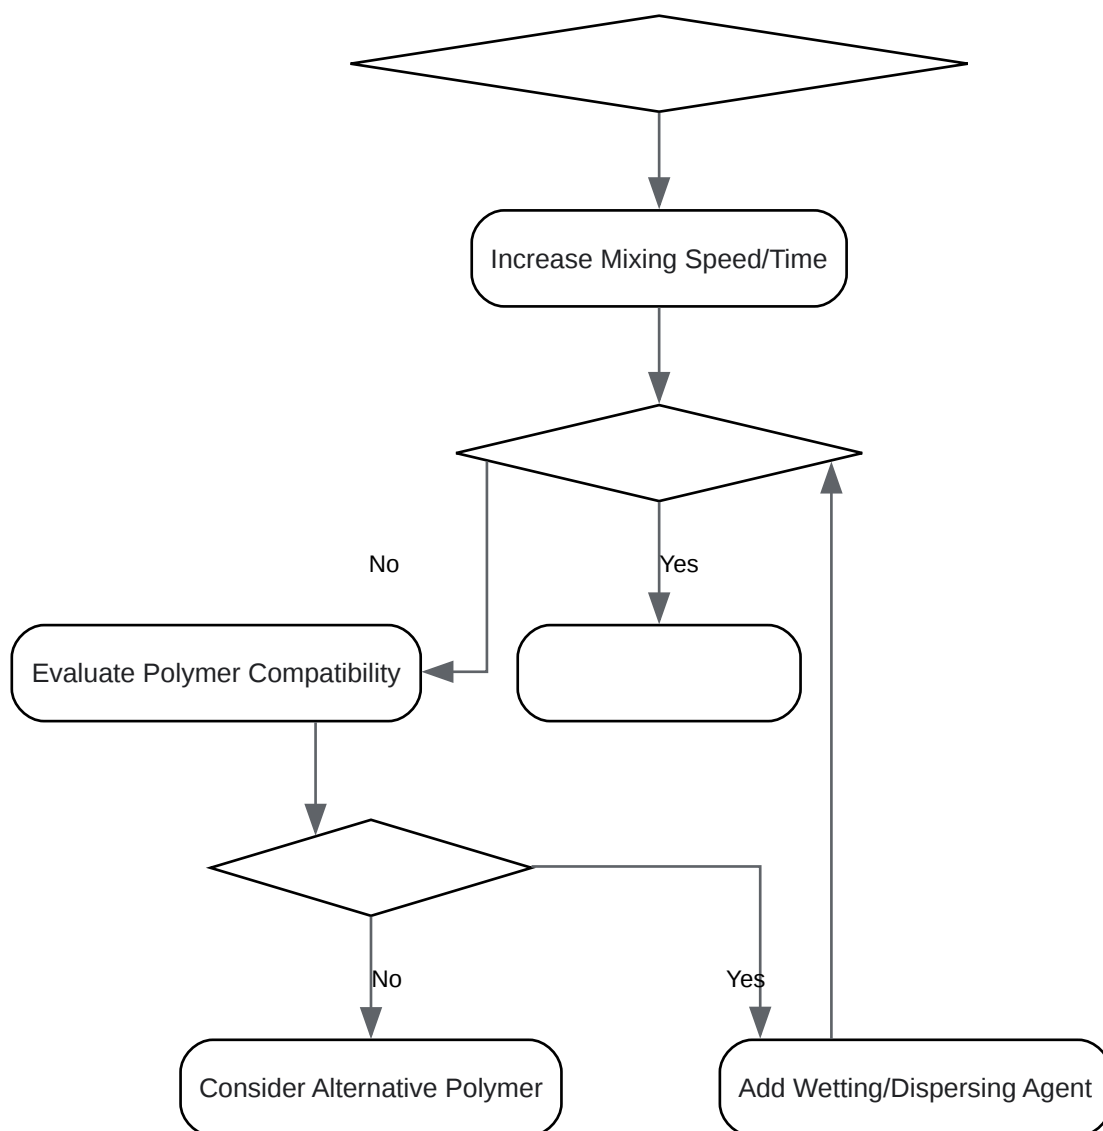 Increase Mixing Speed/Time
No
Yes
Evaluate Polymer Compatibility
No
Yes
Consider Alternative Polymer
Add Wetting/Dispersing Agent